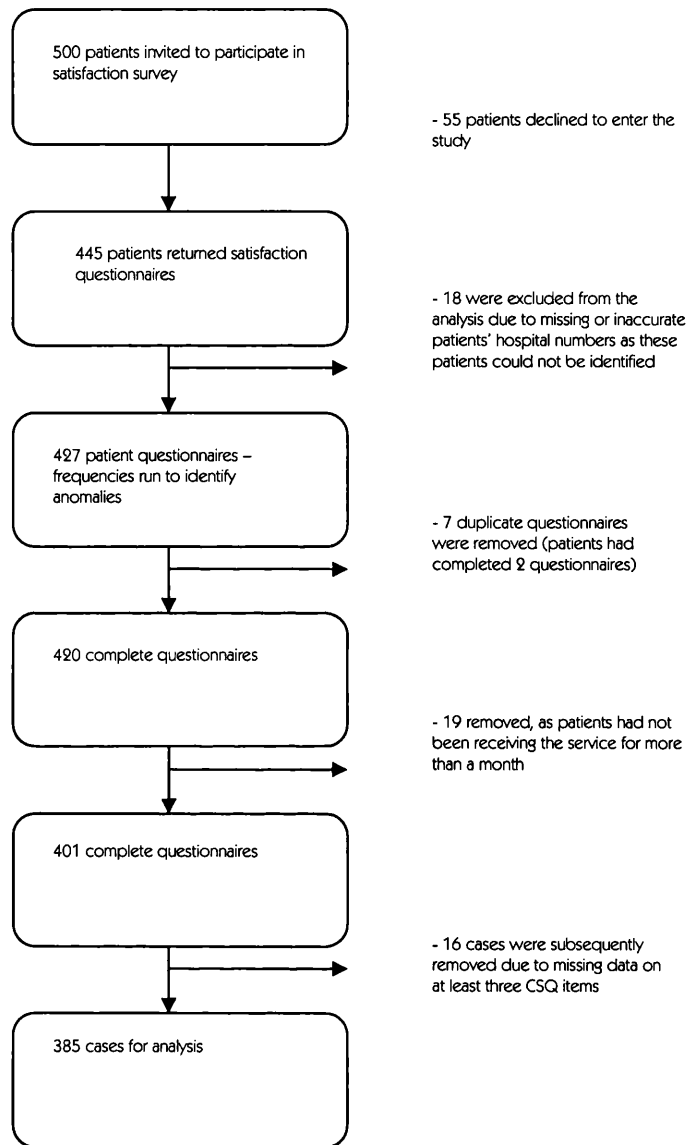 500 patients invited to participate in
satisfaction survey
- 55 patients declined to enter the
study
445 patients returned satisfaction
questionnaires
- 18 were excluded from the
analysis due to missing or inaccurate
patients' hospital numbers as these
patients could not be identified
427 patient questionnaires –
frequencies run to identify
anomalies
- 7 duplicate questionnaires
were removed (patients had
completed 2 questionnaires)
420 complete questionnaires
- 19 removed, as patients had not
been receiving the service for more
than a month
401 complete questionnaires
- 16 cases were subsequently
removed due to missing data on
at least three CSQ items
385 cases for analysis